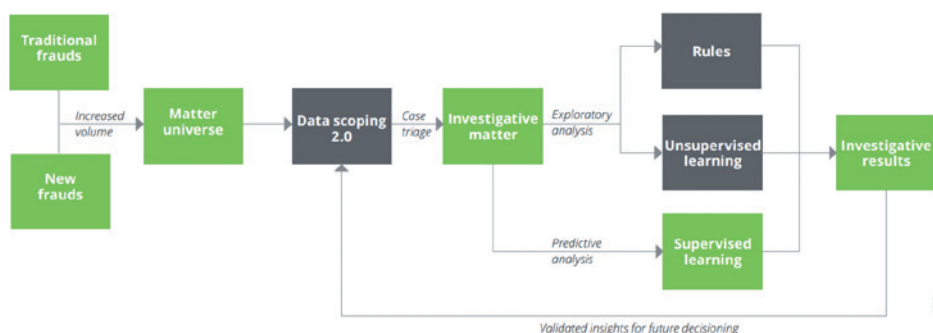 Traditional
frauds
New
frauds
Increased
volume
Matter
universe
Data scoping
2.0
Case
triage
Investigative
matter
Exploratory
analysis
Predictive
analysis
Rules
Unsupervised
learning
Supervised
learning
Investigative
results
Validated insights for future decisioning